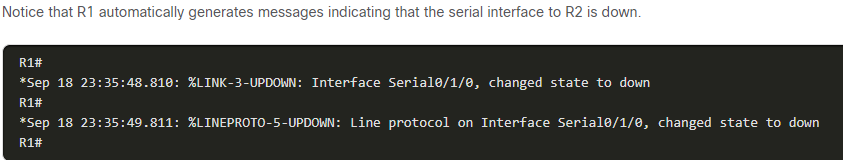 Notice that R1 automatically generates messages indicating that the serial interface to R2 is down.
R1#
*Sep 18 23:35:48.810: %LINK-3-UPDOWN: Interface Serial0/1/0, changed state to down
R1#
*Sep 18 23:35:49.811: %LINEPROTO-5-UPDOWN: Line protocol on Interface Serial0/1/0, changed state to down
R1#